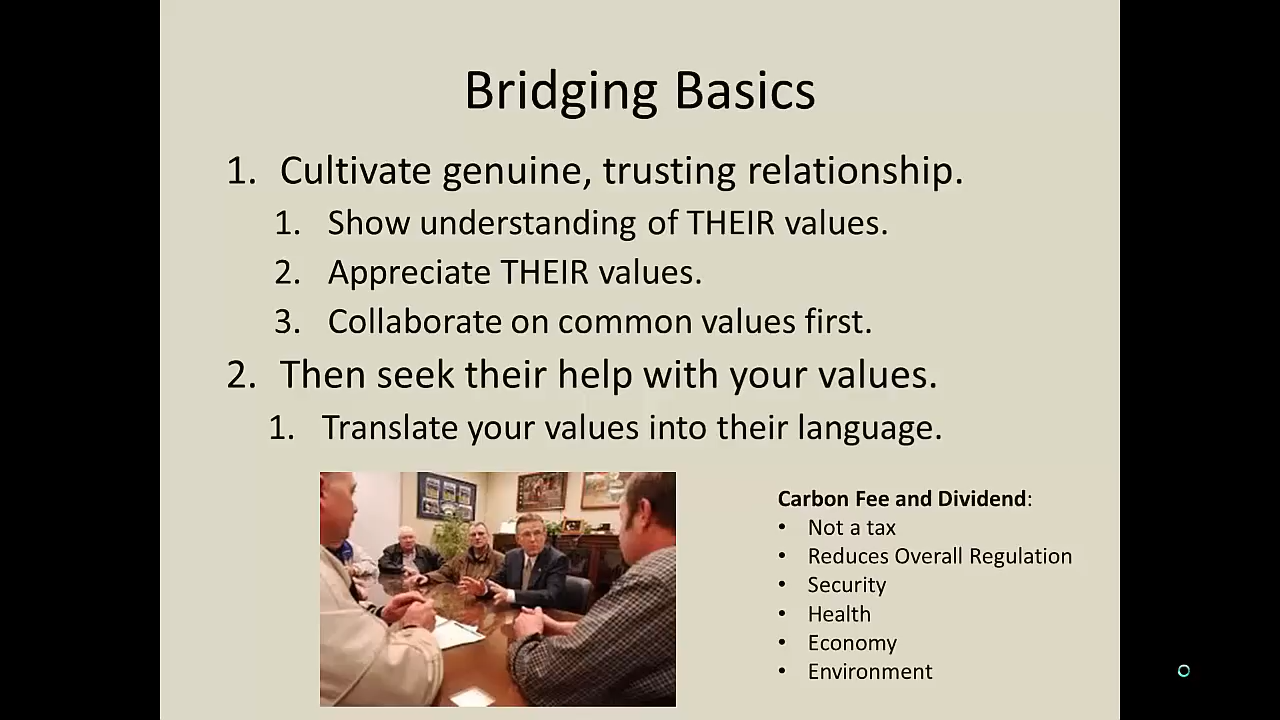 Bridging Basics
1. Cultivate genuine, trusting relationship.
1. Show understanding of THEIR values.
2. Appreciate THEIR values.
3. Collaborate on common values first.
2. Then seek their help with your values.
1. Translate your values into their language.
Carbon Fee and Dividend:
• Not a tax
• Reduces Overall Regulation
• Security
• Health
• Economy
• Environment